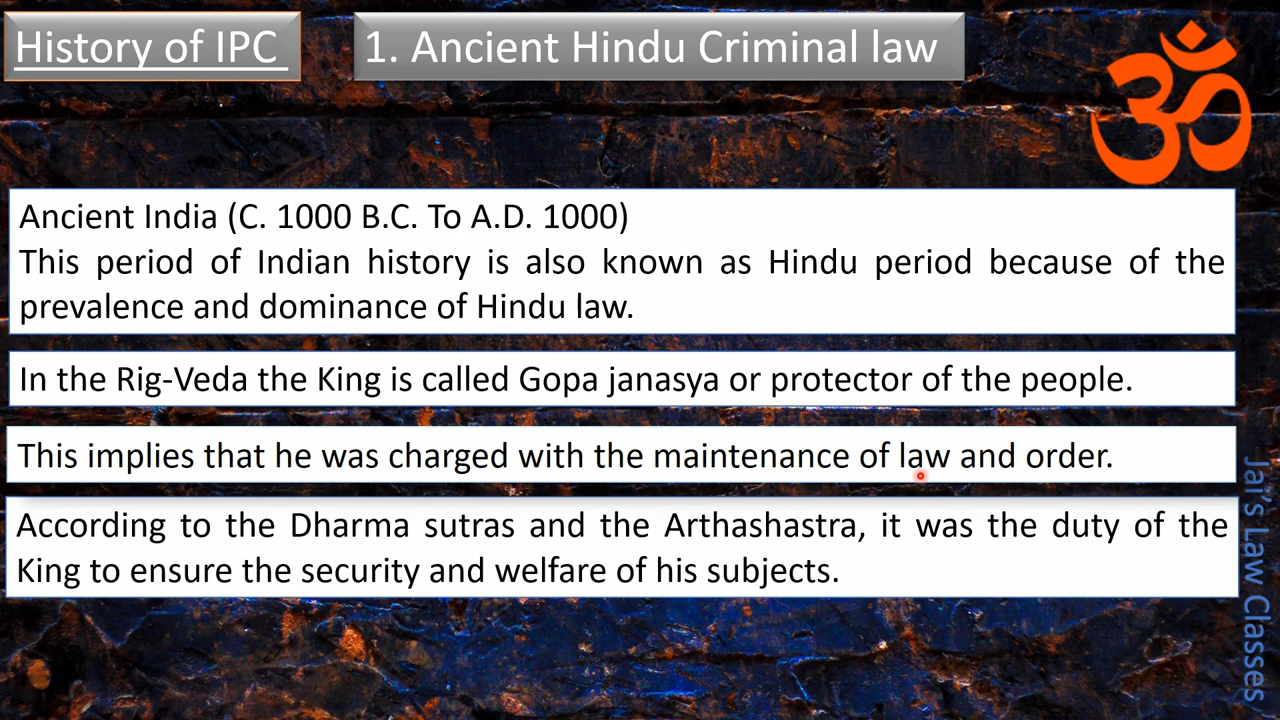 History of IPC
1. Ancient Hindu Criminal law
ॐ
Ancient India (C. 1000 B.C. To A.D. 1000)
This period of Indian history is also known as Hindu period because of the
prevalence and dominance of Hindu law.
In the Rig-Veda the King is called Gopa janasya or protector of the people.
This implies that he was charged with the maintenance of law and order.
According to the Dharma sutras and the Arthashastra, it was the duty of the
King to ensure the security and welfare of his subjects.
Jai's Law Classes